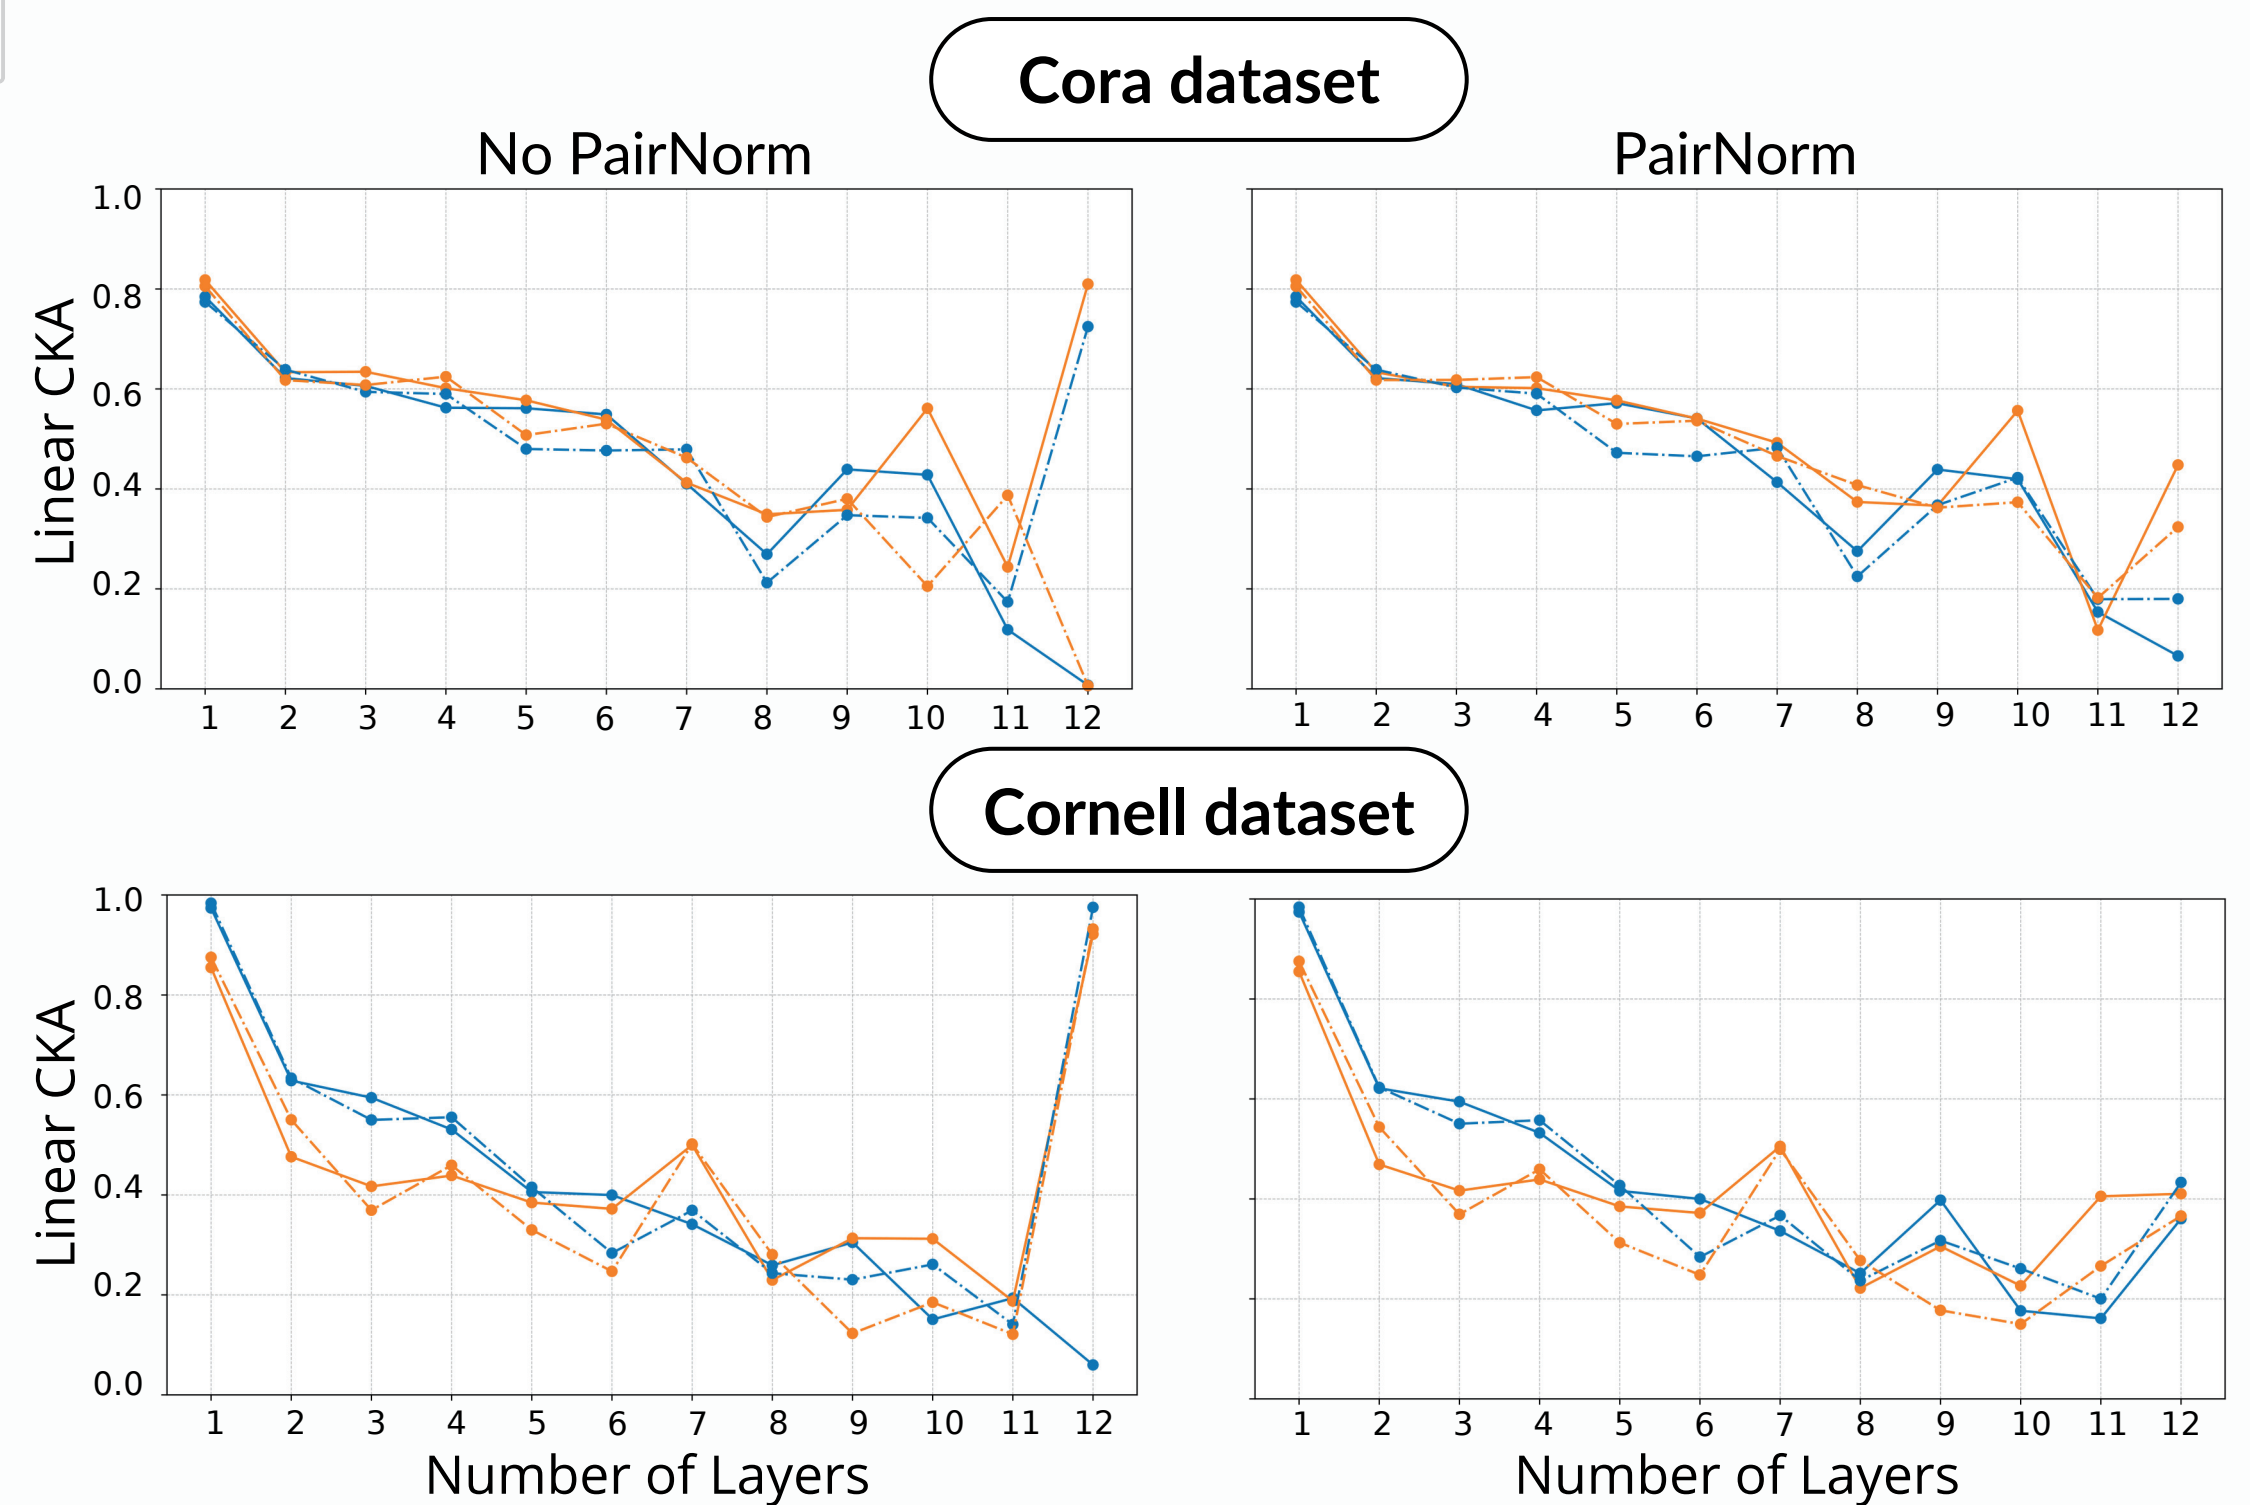 Cora dataset
No PairNorm
PairNorm
Linear CKA
1.0
0.8
0.6
0.4
0.2
0.0
1 2 3 4 5 6 7 8 9 10 11 12
1 2 3 4 5 6 7 8 9 10 11 12
Cornell dataset
Linear CKA
1.0
0.8
0.6
0.4
0.2
0.0
1 2 3 4 5 6 7 8 9 10 11 12
Number of Layers
1 2 3 4 5 6 7 8 9 10 11 12
Number of Layers